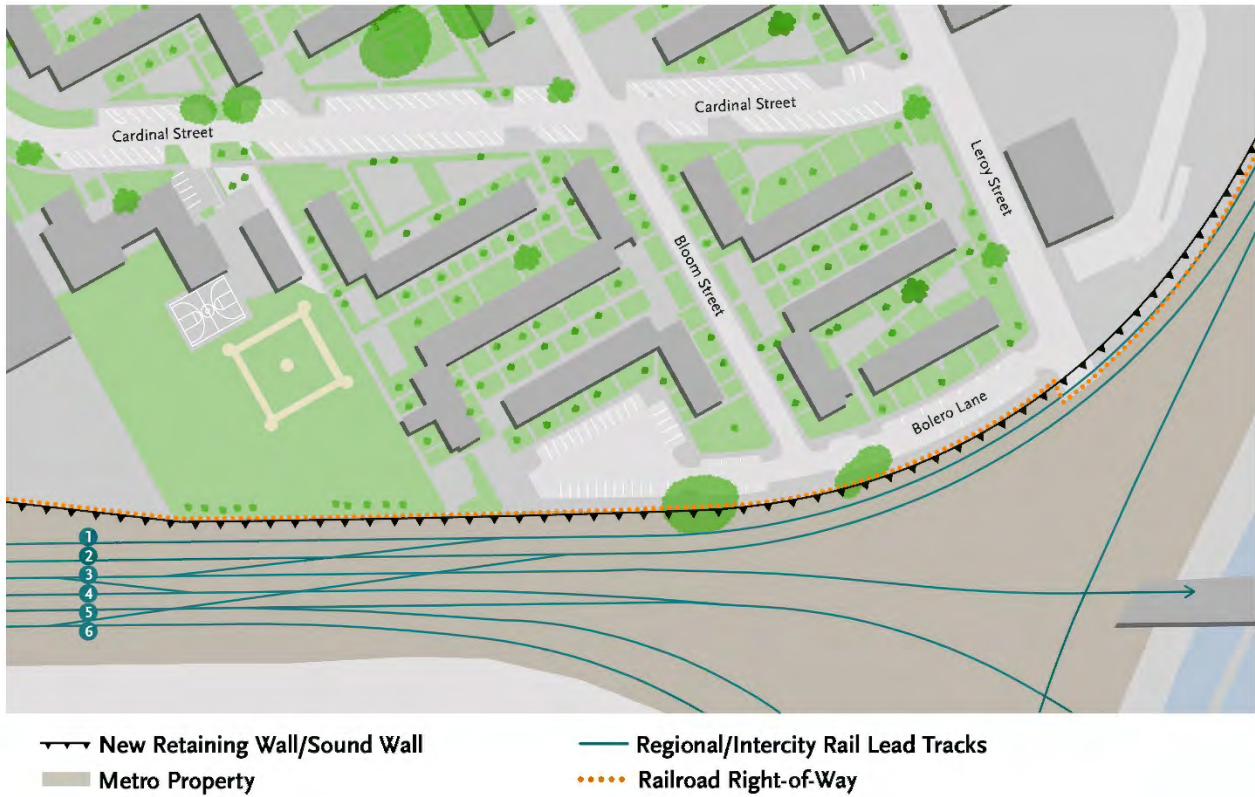 Cardinal Street
Cardinal Street
Leroy Street
Bloom Street
Bolero Lane
1
2
3
4
5
6
New Retaining Wall/Sound Wall
Regional/Intercity Rail Lead Tracks
Metro Property
Railroad Right-of-Way